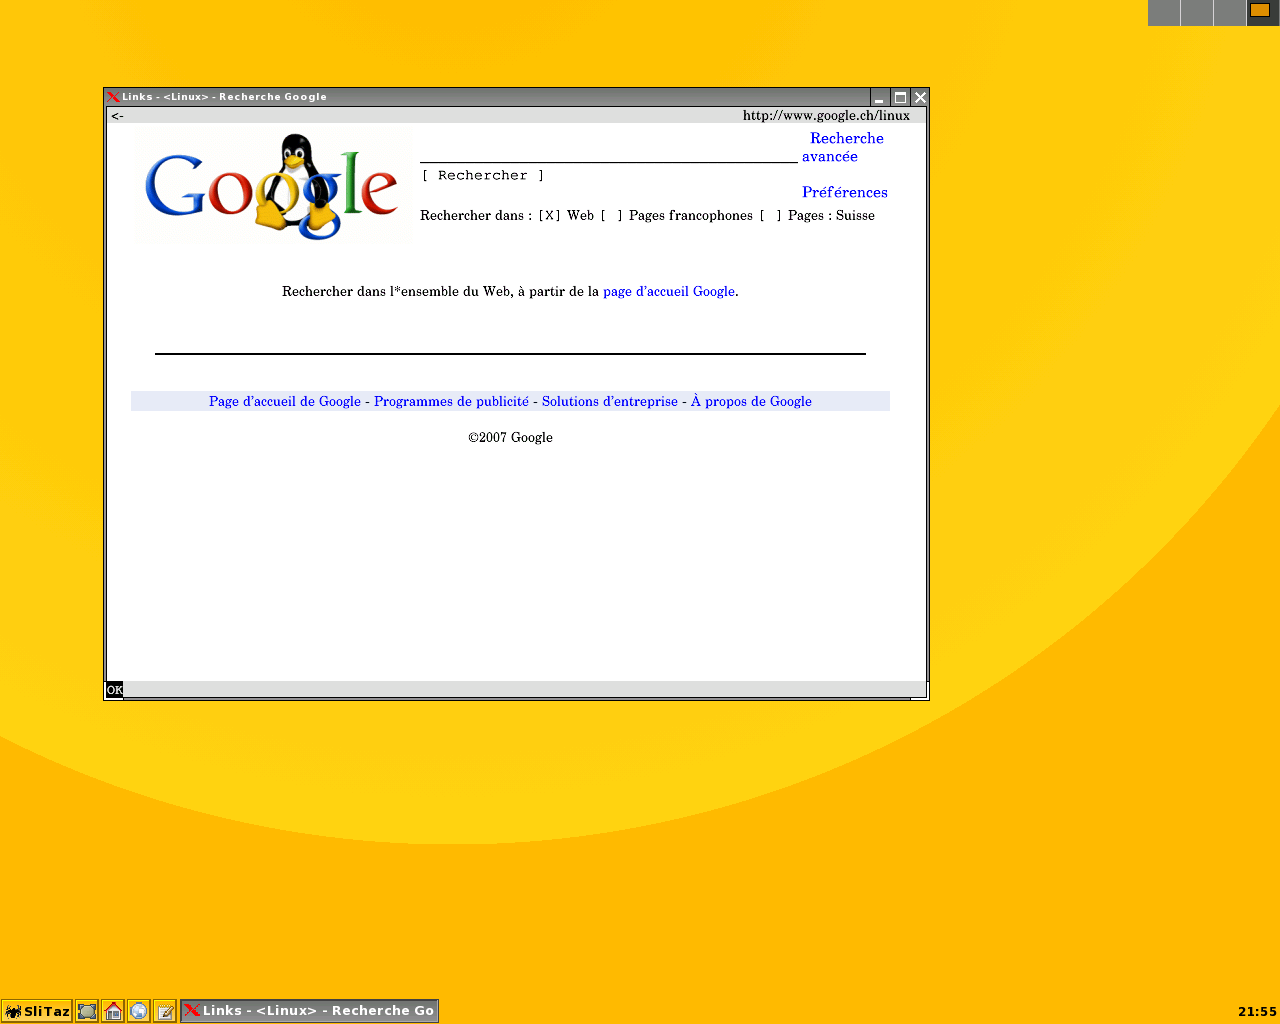 Links - <Linux> - Recherche Google
<- http://www.google.ch/linux
Google
Recherche avancée
[ Rechercher ]
Préférences
Rechercher dans : [X] Web [ ] Pages francophones [ ] Pages : Suisse
Rechercher dans l*ensemble du Web, à partir de la page d'accueil Google.
Page d'accueil de Google - Programmes de publicité - Solutions d'entreprise - À propos de Google
©2007 Google
OK
SliTaz
Links - <Linux> - Recherche Go
21:55